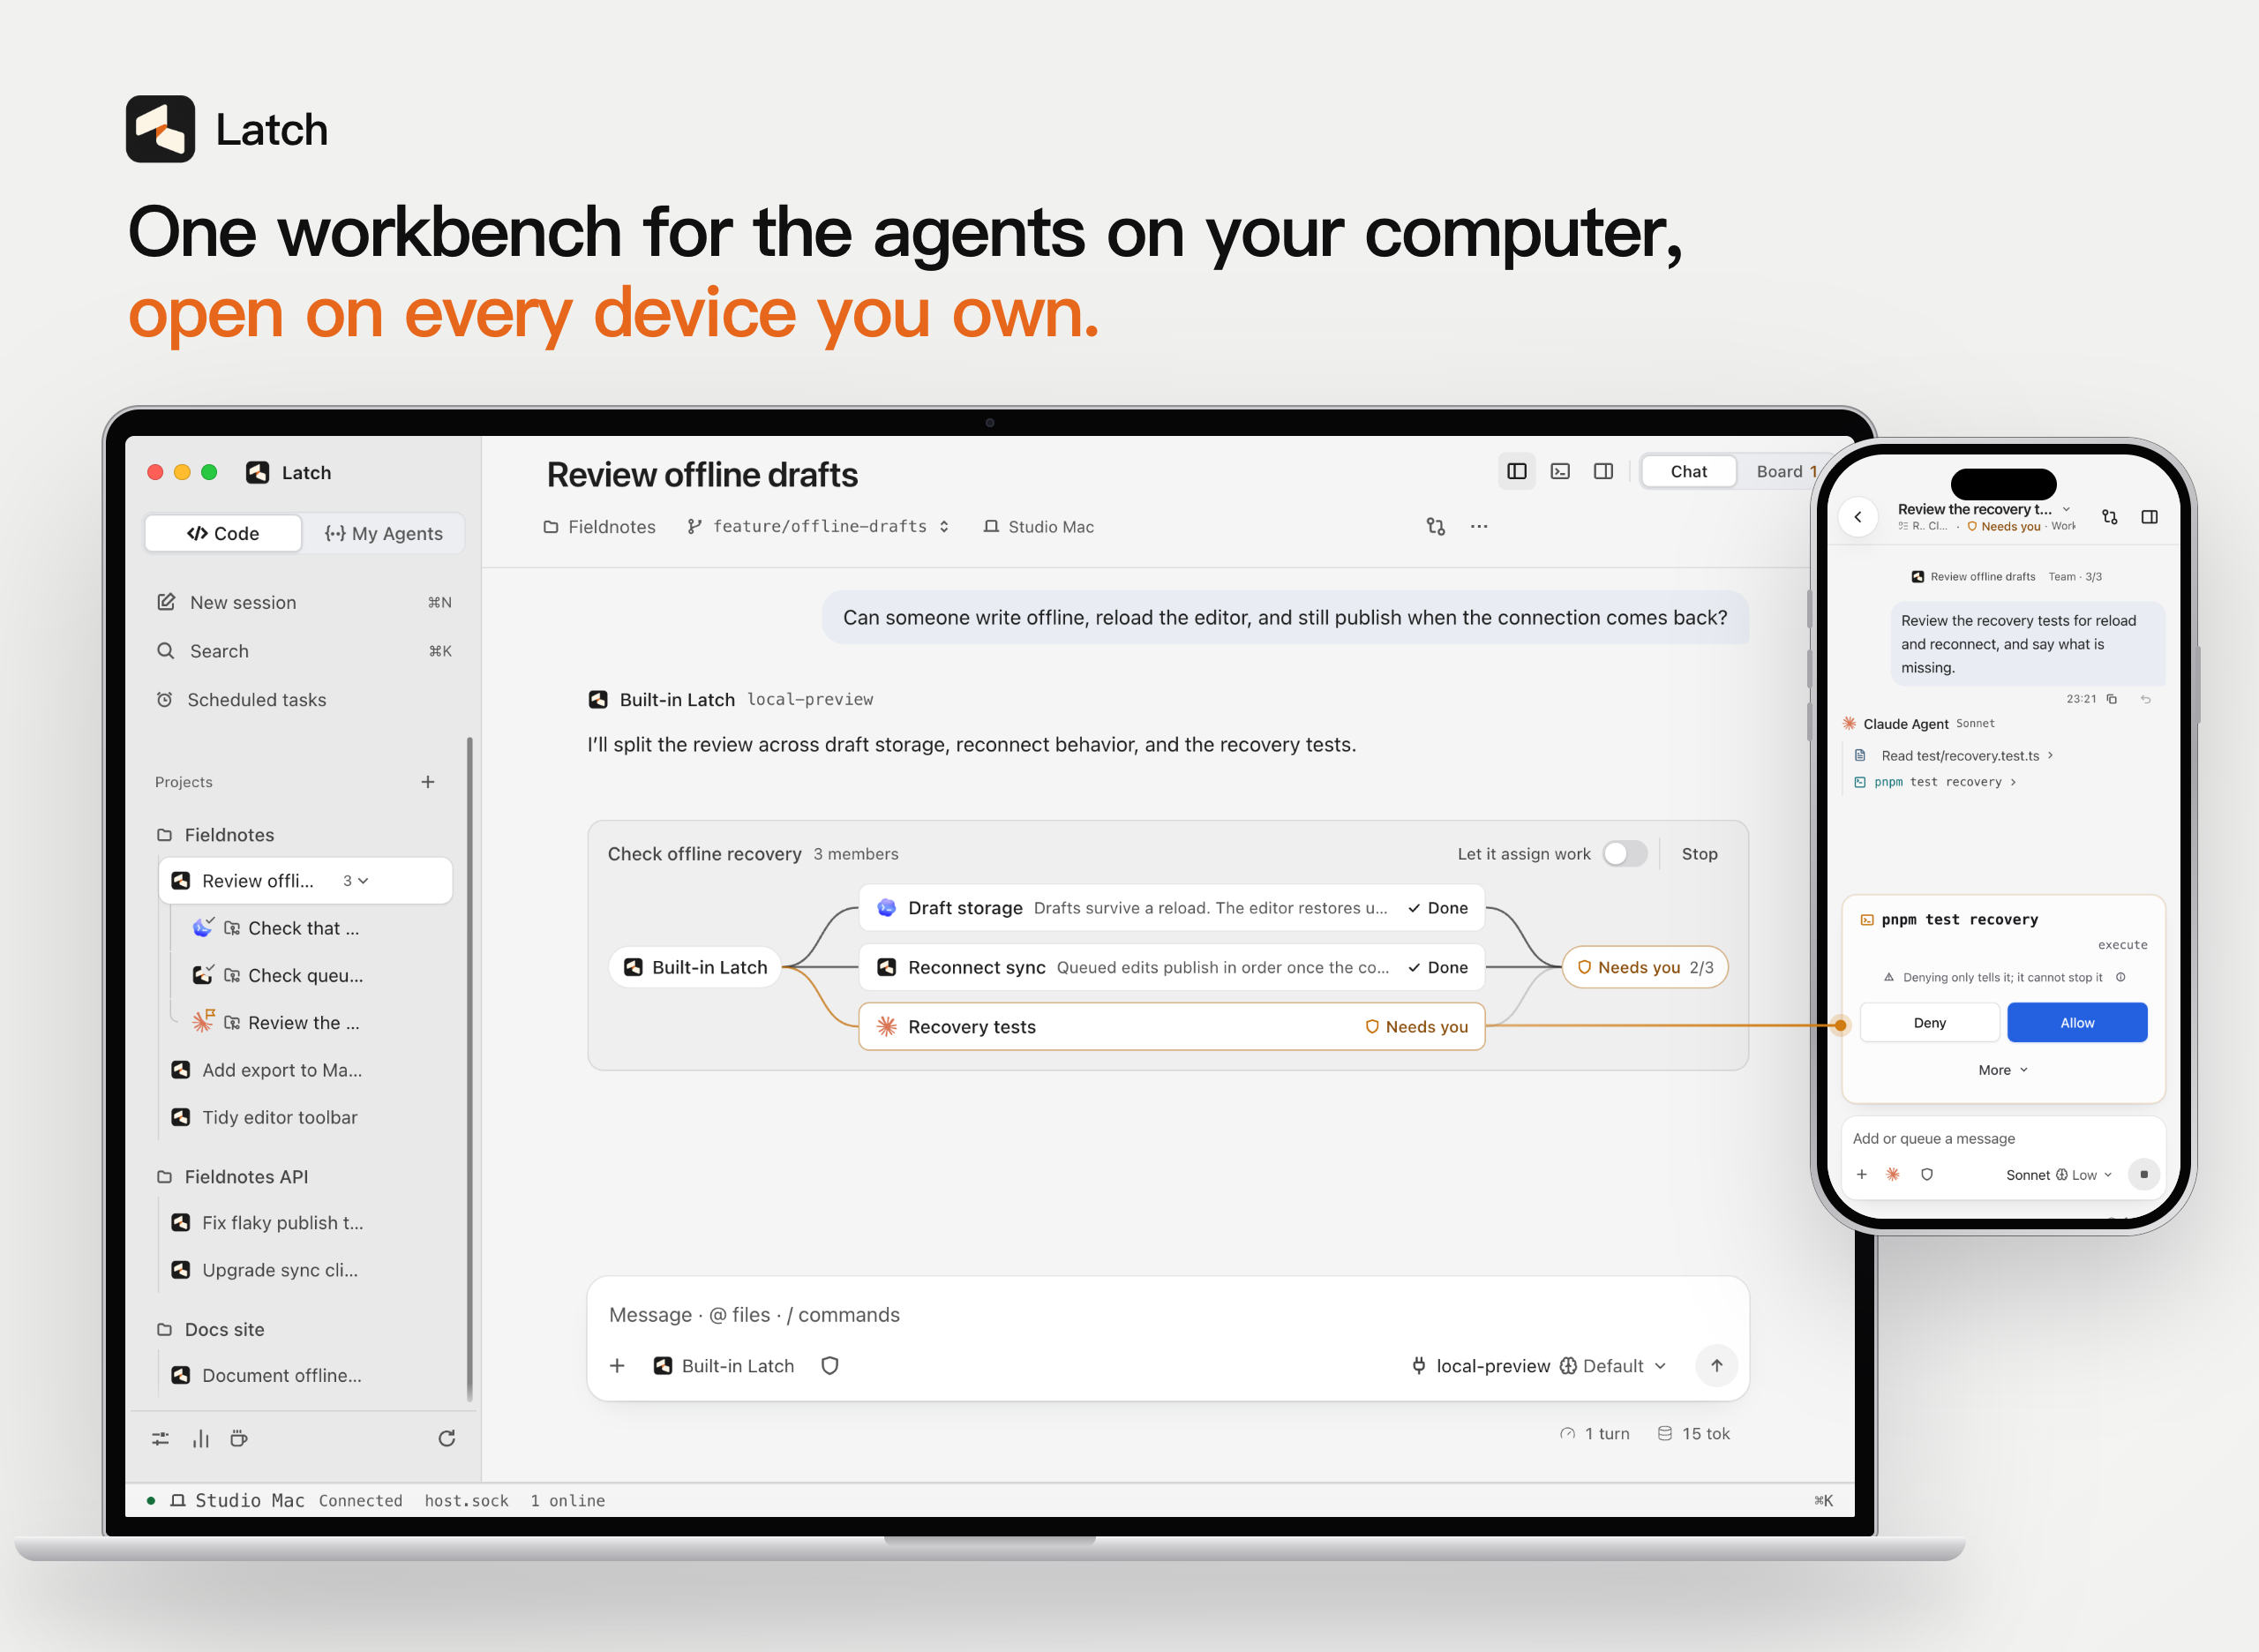 Latch
One workbench for the agents on your computer,
open on every device you own.
Latch
Code
My Agents
New session ⌘N
Search ⌘K
Scheduled tasks
Projects
Fieldnotes
Review offli... 3
Check that ...
Check queu...
Review the ...
Add export to Ma...
Tidy editor toolbar
Fieldnotes API
Fix flaky publish t...
Upgrade sync cli...
Docs site
Document offline...
Review offline drafts
Chat
Board 1
Fieldnotes
feature/offline-drafts
Studio Mac
Can someone write offline, reload the editor, and still publish when the connection comes back?
Built-in Latch local-preview
I'll split the review across draft storage, reconnect behavior, and the recovery tests.
Check offline recovery 3 members
Let it assign work
Stop
Built-in Latch
Draft storage Drafts survive a reload. The editor restores u... Done
Reconnect sync Queued edits publish in order once the co... Done
Recovery tests Needs you
Needs you 2/3
Message · @ files · / commands
Built-in Latch
local-preview Default
1 turn 15 tok
Studio Mac Connected host.sock 1 online ⌘K
Review the recovery t...
R.. Cl... · Needs you · Work
Review offline drafts Team · 3/3
Review the recovery tests for reload
and reconnect, and say what is
missing.
23:21
Claude Agent Sonnet
Read test/recovery.test.ts
pnpm test recovery
pnpm test recovery
execute
Denying only tells it; it cannot stop it
Deny
Allow
More
Add or queue a message
Sonnet Low